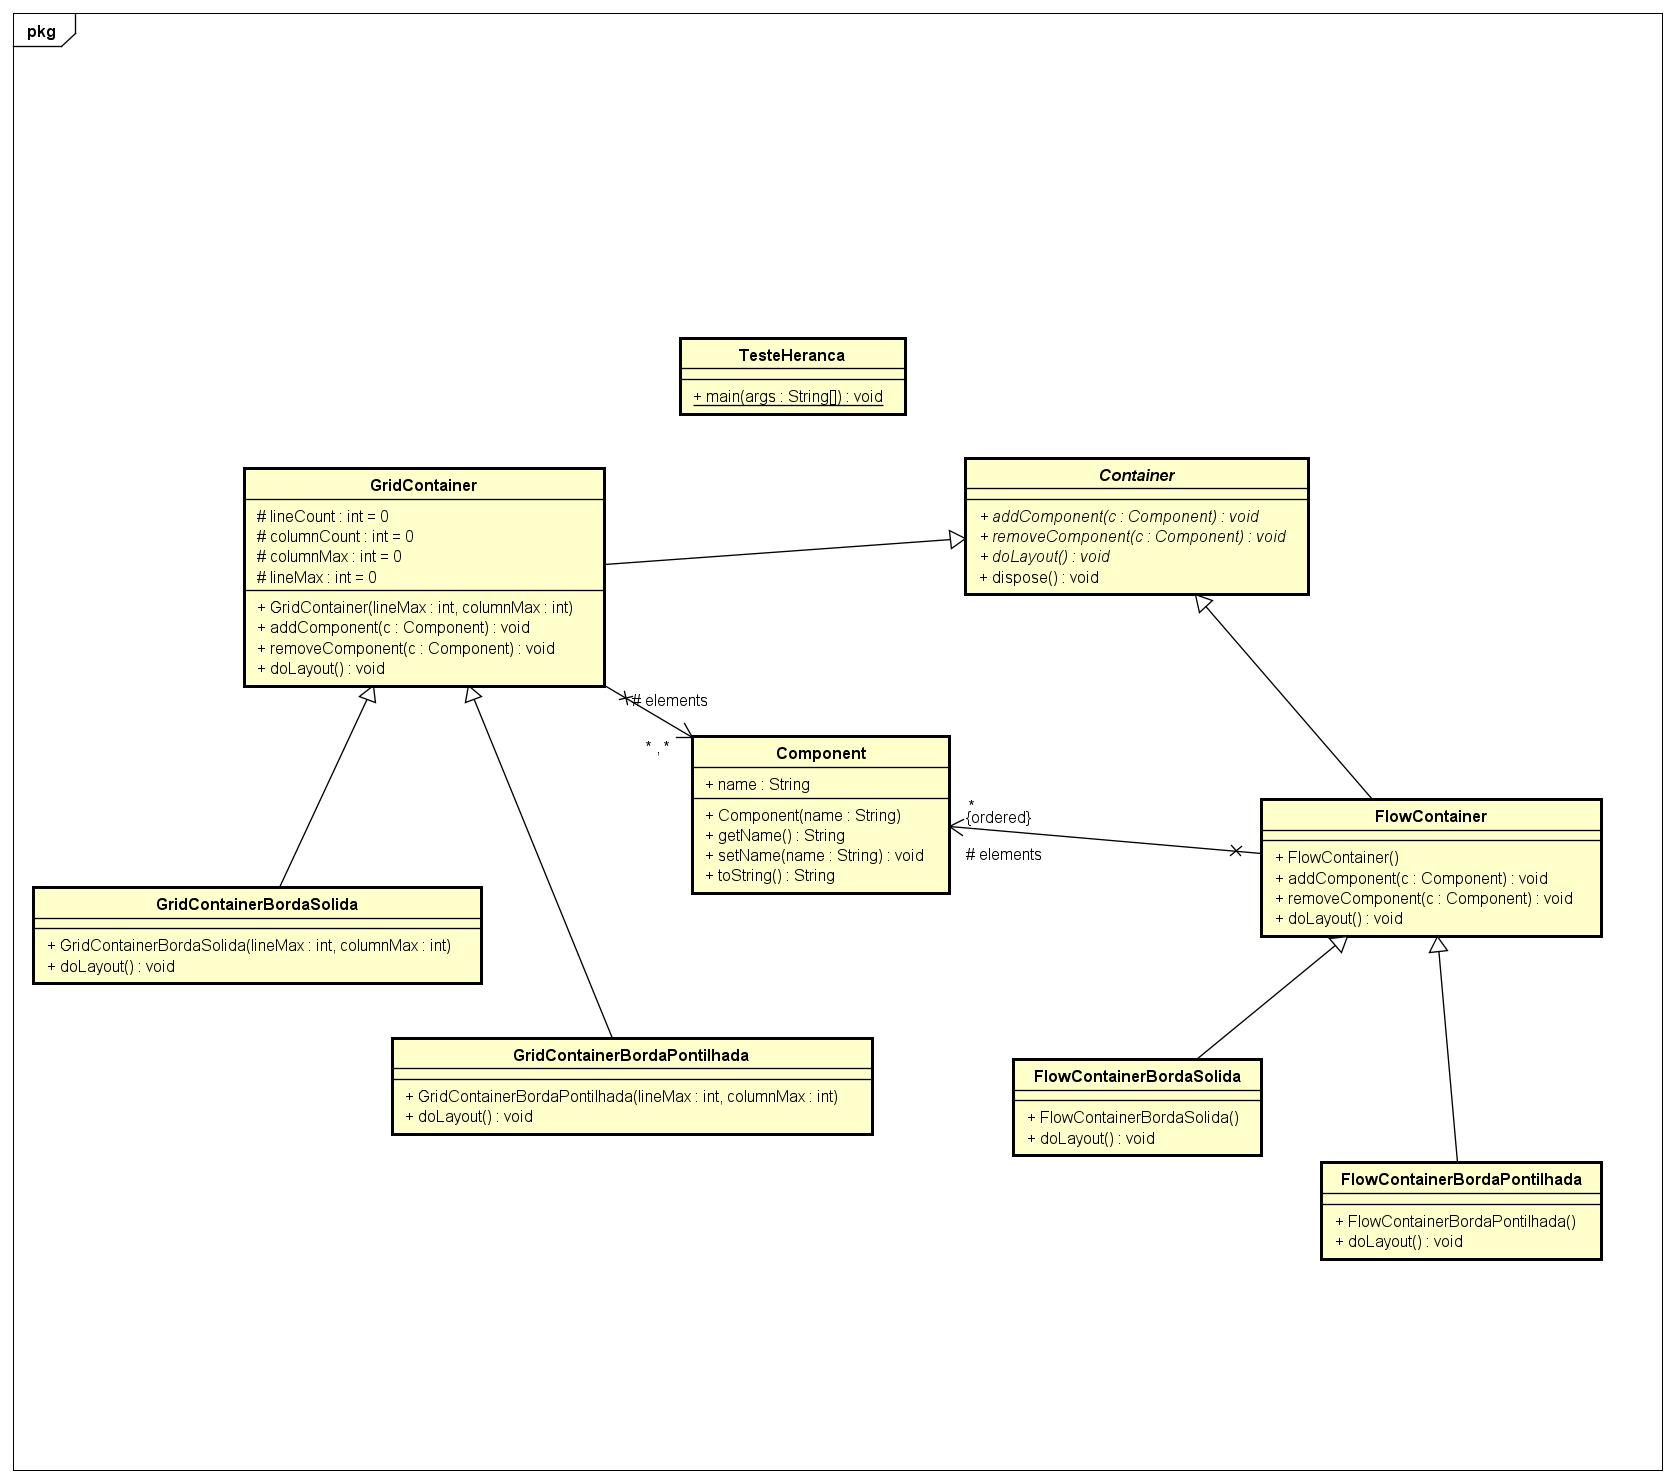 pkg
TesteHeranca
+ main(args : String[]) : void
GridContainer
# lineCount : int = 0
# columnCount : int = 0
# columnMax : int = 0
# lineMax : int = 0
+ GridContainer(lineMax : int, columnMax : int)
+ addComponent(c : Component) : void
+ removeComponent(c : Component) : void
+ doLayout() : void
Container
+ addComponent(c : Component) : void
+ removeComponent(c : Component) : void
+ doLayout() : void
+ dispose() : void
# elements
* , *
Component
+ name : String
+ Component(name : String)
+ getName() : String
+ setName(name : String) : void
+ toString() : String
*
{ordered}
# elements
FlowContainer
+ FlowContainer()
+ addComponent(c : Component) : void
+ removeComponent(c : Component) : void
+ doLayout() : void
GridContainerBordaSolida
+ GridContainerBordaSolida(lineMax : int, columnMax : int)
+ doLayout() : void
GridContainerBordaPontilhada
+ GridContainerBordaPontilhada(lineMax : int, columnMax : int)
+ doLayout() : void
FlowContainerBordaSolida
+ FlowContainerBordaSolida()
+ doLayout() : void
FlowContainerBordaPontilhada
+ FlowContainerBordaPontilhada()
+ doLayout() : void